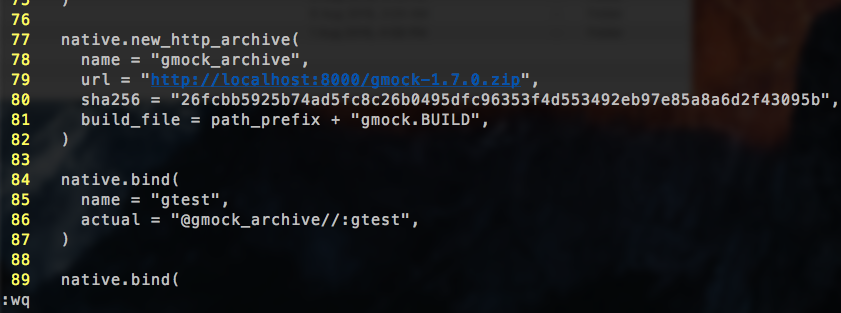 75 )
76
77 native.new_http_archive(
78 name = "gmock_archive",
79 url = "http://localhost:8000/gmock-1.7.0.zip",
80 sha256 = "26fcbb5925b74ad5fc8c26b0495dfc96353f4d553492eb97e85a8a6d2f43095b",
81 build_file = path_prefix + "gmock.BUILD",
82 )
83
84 native.bind(
85 name = "gtest",
86 actual = "@gmock_archive//:gtest",
87 )
88
89 native.bind(
:wq